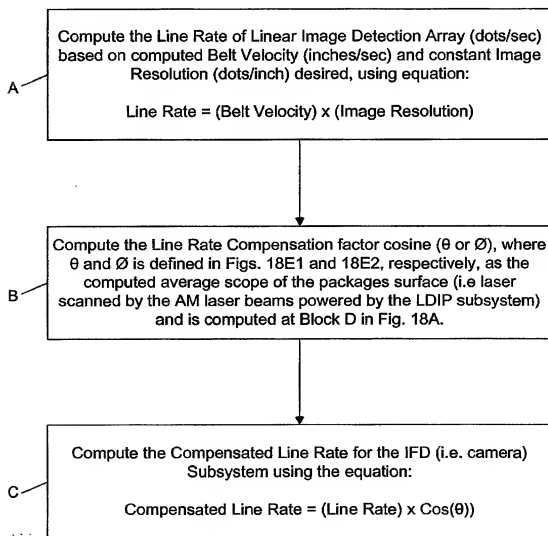 Compute the Line Rate of Linear Image Detection Array (dots/sec)
based on computed Belt Velocity (inches/sec) and constant Image
Resolution (dots/inch) desired, using equation:
A
Line Rate = (Belt Velocity) x (Image Resolution)
Compute the Line Rate Compensation factor cosine (θ or Ø), where
θ and Ø is defined in Figs. 18E1 and 18E2, respectively, as the
computed average scope of the packages surface (i.e laser
B
scanned by the AM laser beams powered by the LDIP subsystem)
and is computed at Block D in Fig. 18A.
Compute the Compensated Line Rate for the IFD (i.e. camera)
Subsystem using the equation:
C
Compensated Line Rate = (Line Rate) x Cos(θ))